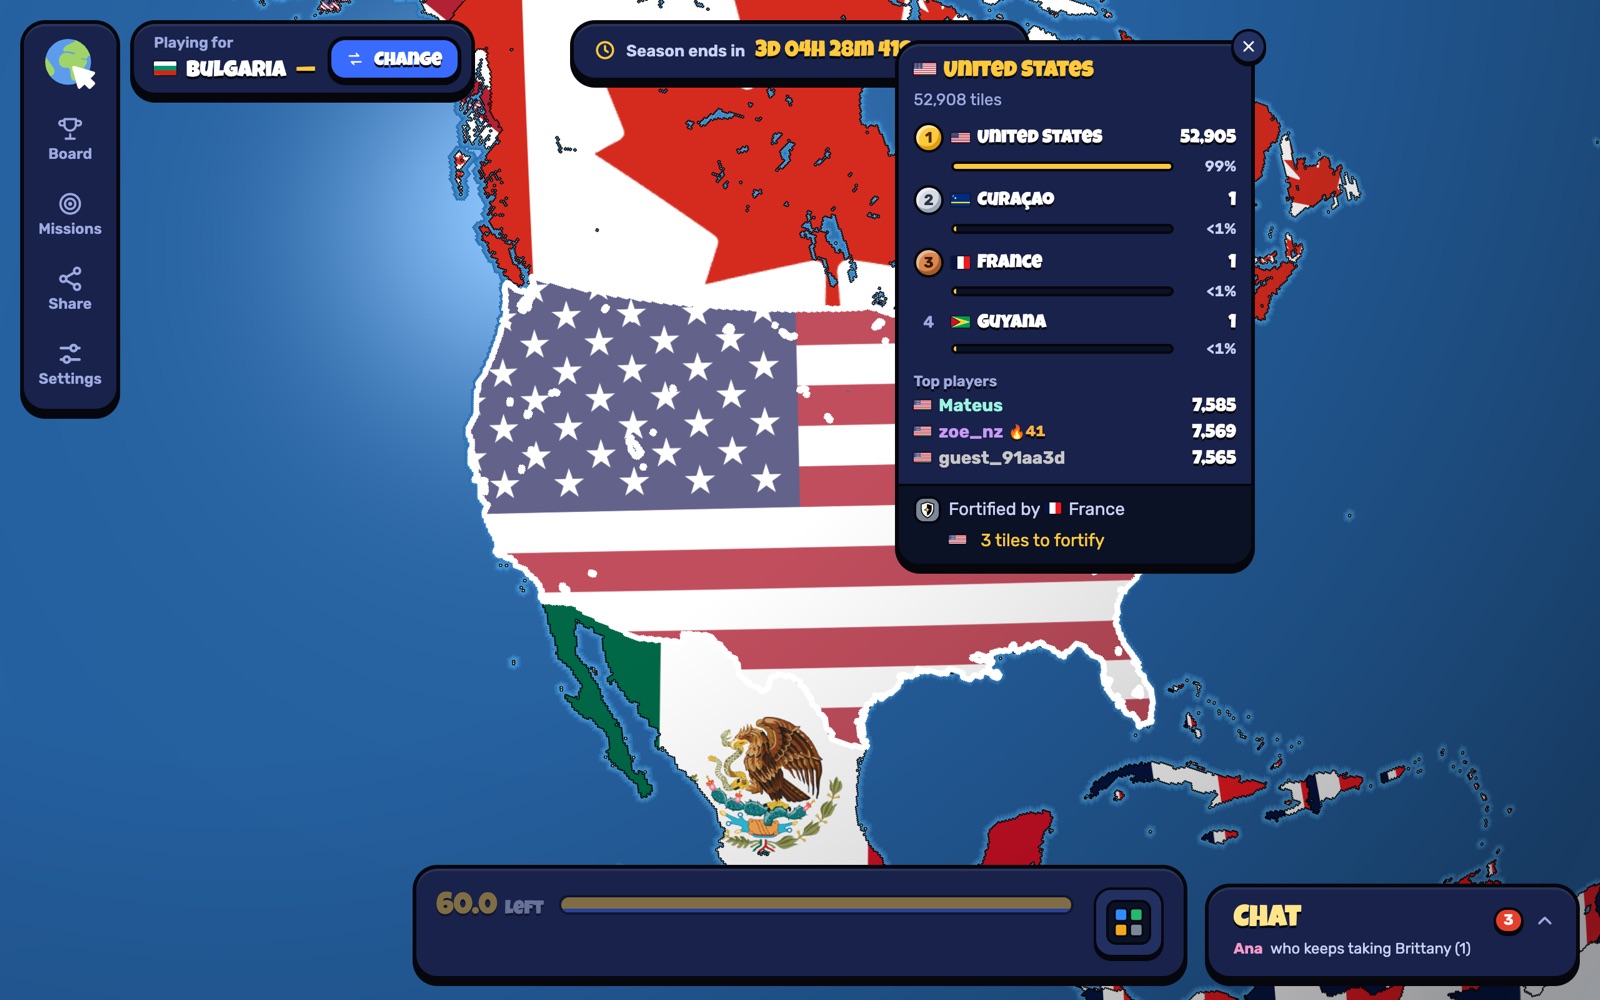 Playing for
BULGARIA
CHANGE
Season ends in 3D 04H 28m
Board
Missions
Share
Settings
UNITED STATES
52,908 tiles
1 UNITED STATES 52,905
99%
2 CURAÇAO 1
<1%
3 FRANCE 1
<1%
4 GUYANA 1
<1%
Top players
Mateus 7,585
zoe_nz 41 7,569
guest_91aa3d 7,565
Fortified by France
3 tiles to fortify
60.0 LEFT
CHAT 3
Ana who keeps taking Brittany (1)